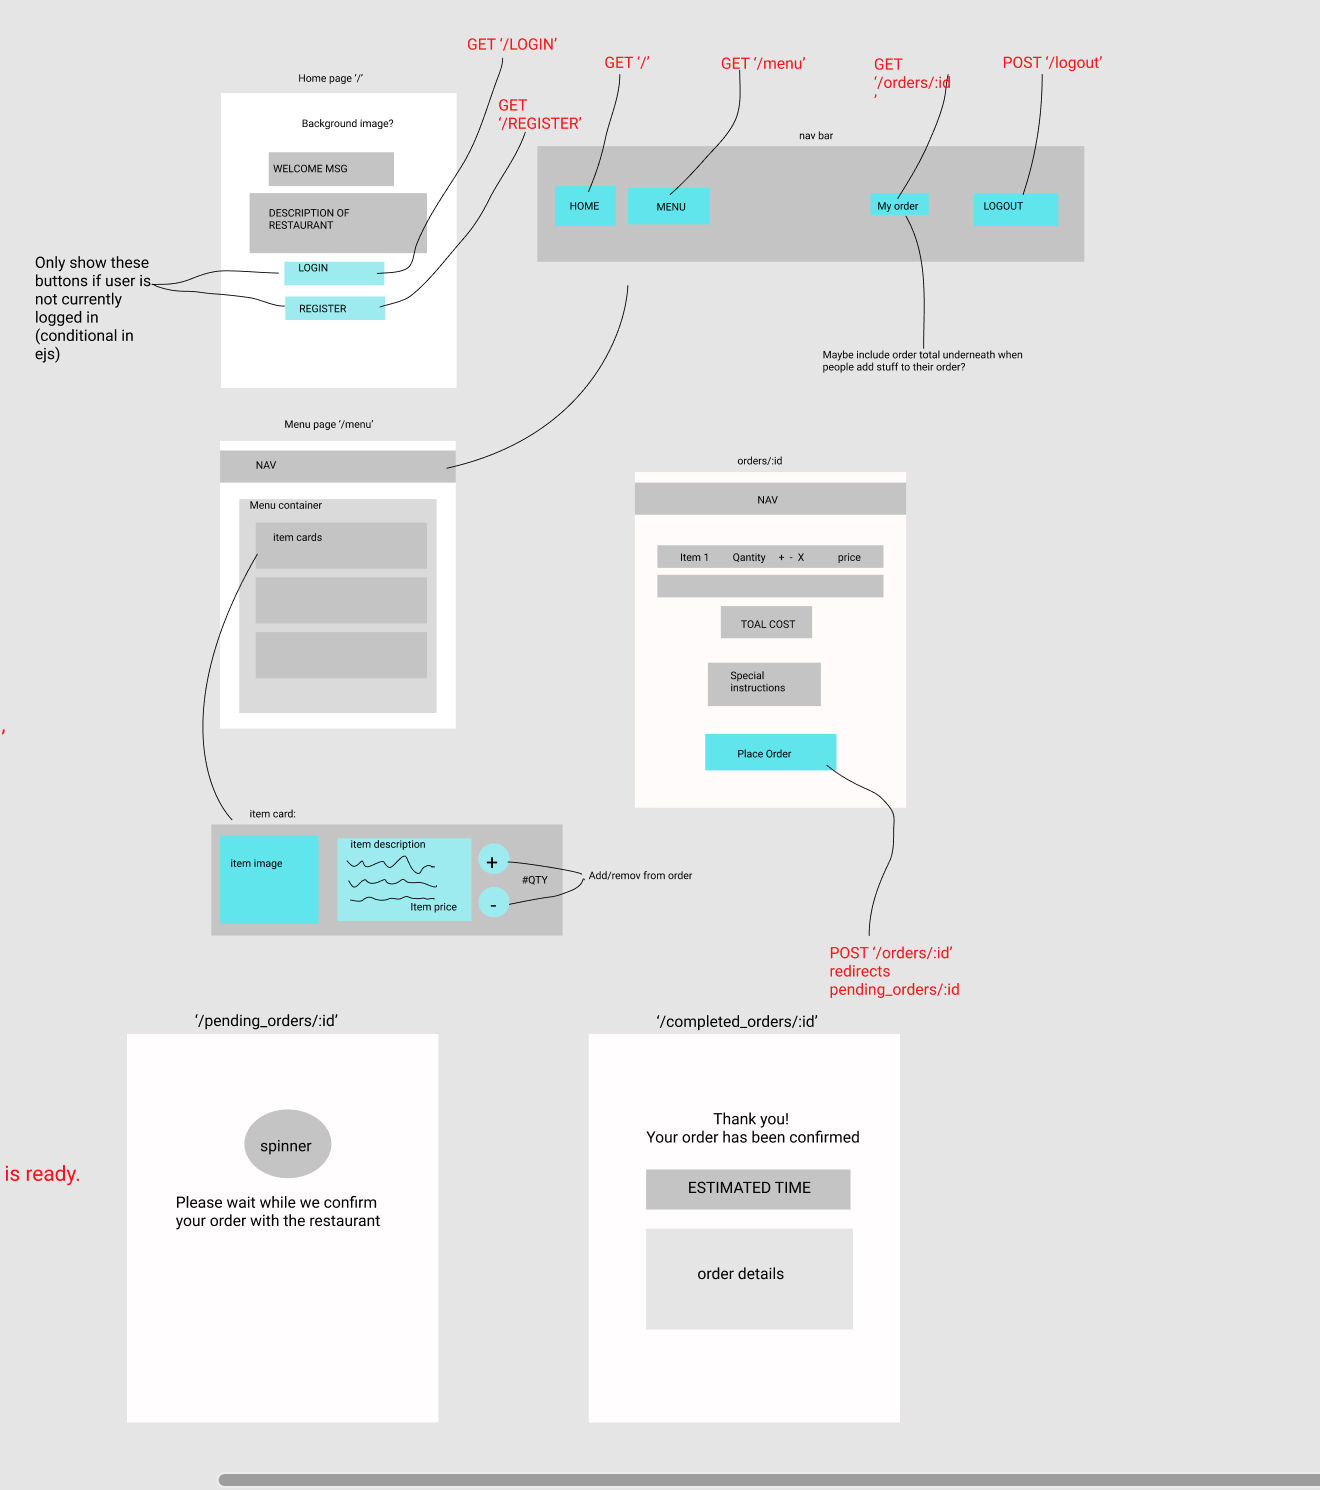 GET ‘/LOGIN’
GET ‘/’
GET ‘/menu’
GET
‘/orders/:id
’
POST ‘/logout’
Home page ‘/’
GET
‘/REGISTER’
Background image?
nav bar
WELCOME MSG
DESCRIPTION OF
RESTAURANT
HOME
MENU
My order
LOGOUT
LOGIN
REGISTER
Only show these
buttons if user is
not currently
logged in
(conditional in
ejs)
Maybe include order total underneath when
people add stuff to their order?
Menu page ‘/menu’
NAV
Menu container
item cards
orders/:id
NAV
Item 1 Qantity + - X price
TOAL COST
Special
instructions
Place Order
’
item card:
item image
item description
Item price
+
-
#QTY
Add/remov from order
POST ‘/orders/:id’
redirects
pending_orders/:id
‘/pending_orders/:id’
spinner
Please wait while we confirm
your order with the restaurant
is ready.
‘/completed_orders/:id’
Thank you!
Your order has been confirmed
ESTIMATED TIME
order details